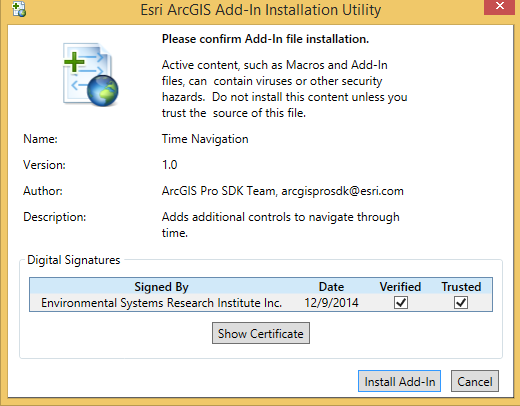 Esri ArcGIS Add-In Installation Utility
Please confirm Add-In file installation.
Active content, such as Macros and Add-In
files, can contain viruses or other security
hazards. Do not install this content unless you
trust the source of this file.
Name: Time Navigation
Version: 1.0
Author: ArcGIS Pro SDK Team, arcgisprosdk@esri.com
Description: Adds additional controls to navigate through
time.
Digital Signatures
Signed By Date Verified Trusted
Environmental Systems Research Institute Inc. 12/9/2014
Show Certificate
Install Add-In Cancel